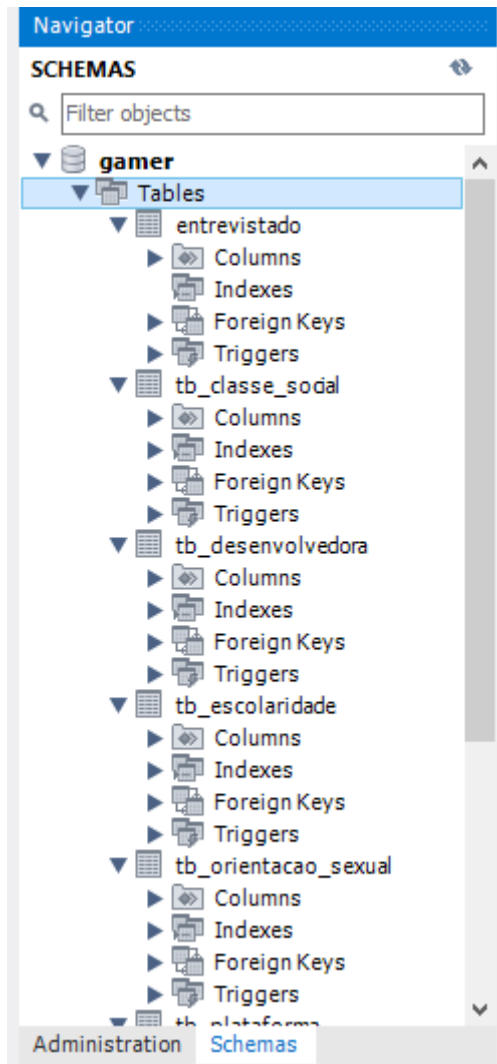 Navigator
SCHEMAS
Filter objects
gamer
Tables
entrevistado
Columns
Indexes
Foreign Keys
Triggers
tb_classe_social
Columns
Indexes
Foreign Keys
Triggers
tb_desenvolvedora
Columns
Indexes
Foreign Keys
Triggers
tb_escolaridade
Columns
Indexes
Foreign Keys
Triggers
tb_orientacao_sexual
Columns
Indexes
Foreign Keys
Triggers
tb_plataforma
Administration Schemas